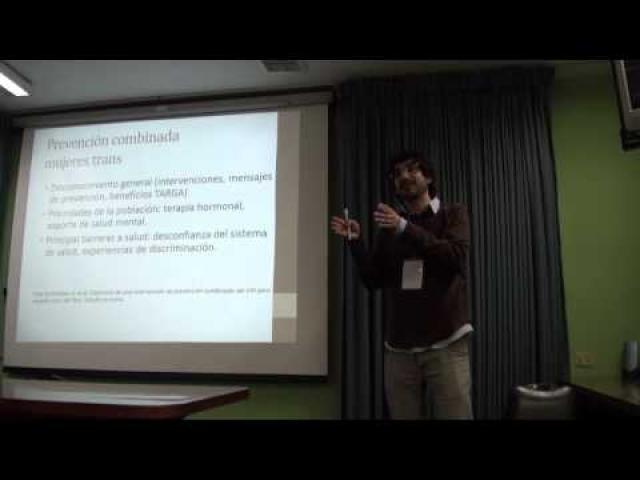 Prevención combinada
mujeres trans
• Desconocimiento general (intervenciones, mensajes
de prevención, beneficios TARGA)
• Prioridades de la población: terapia hormonal,
soporte de salud mental.
• Principal barreras a salud: desconfianza del sistema
de salud, experiencias de discriminación.